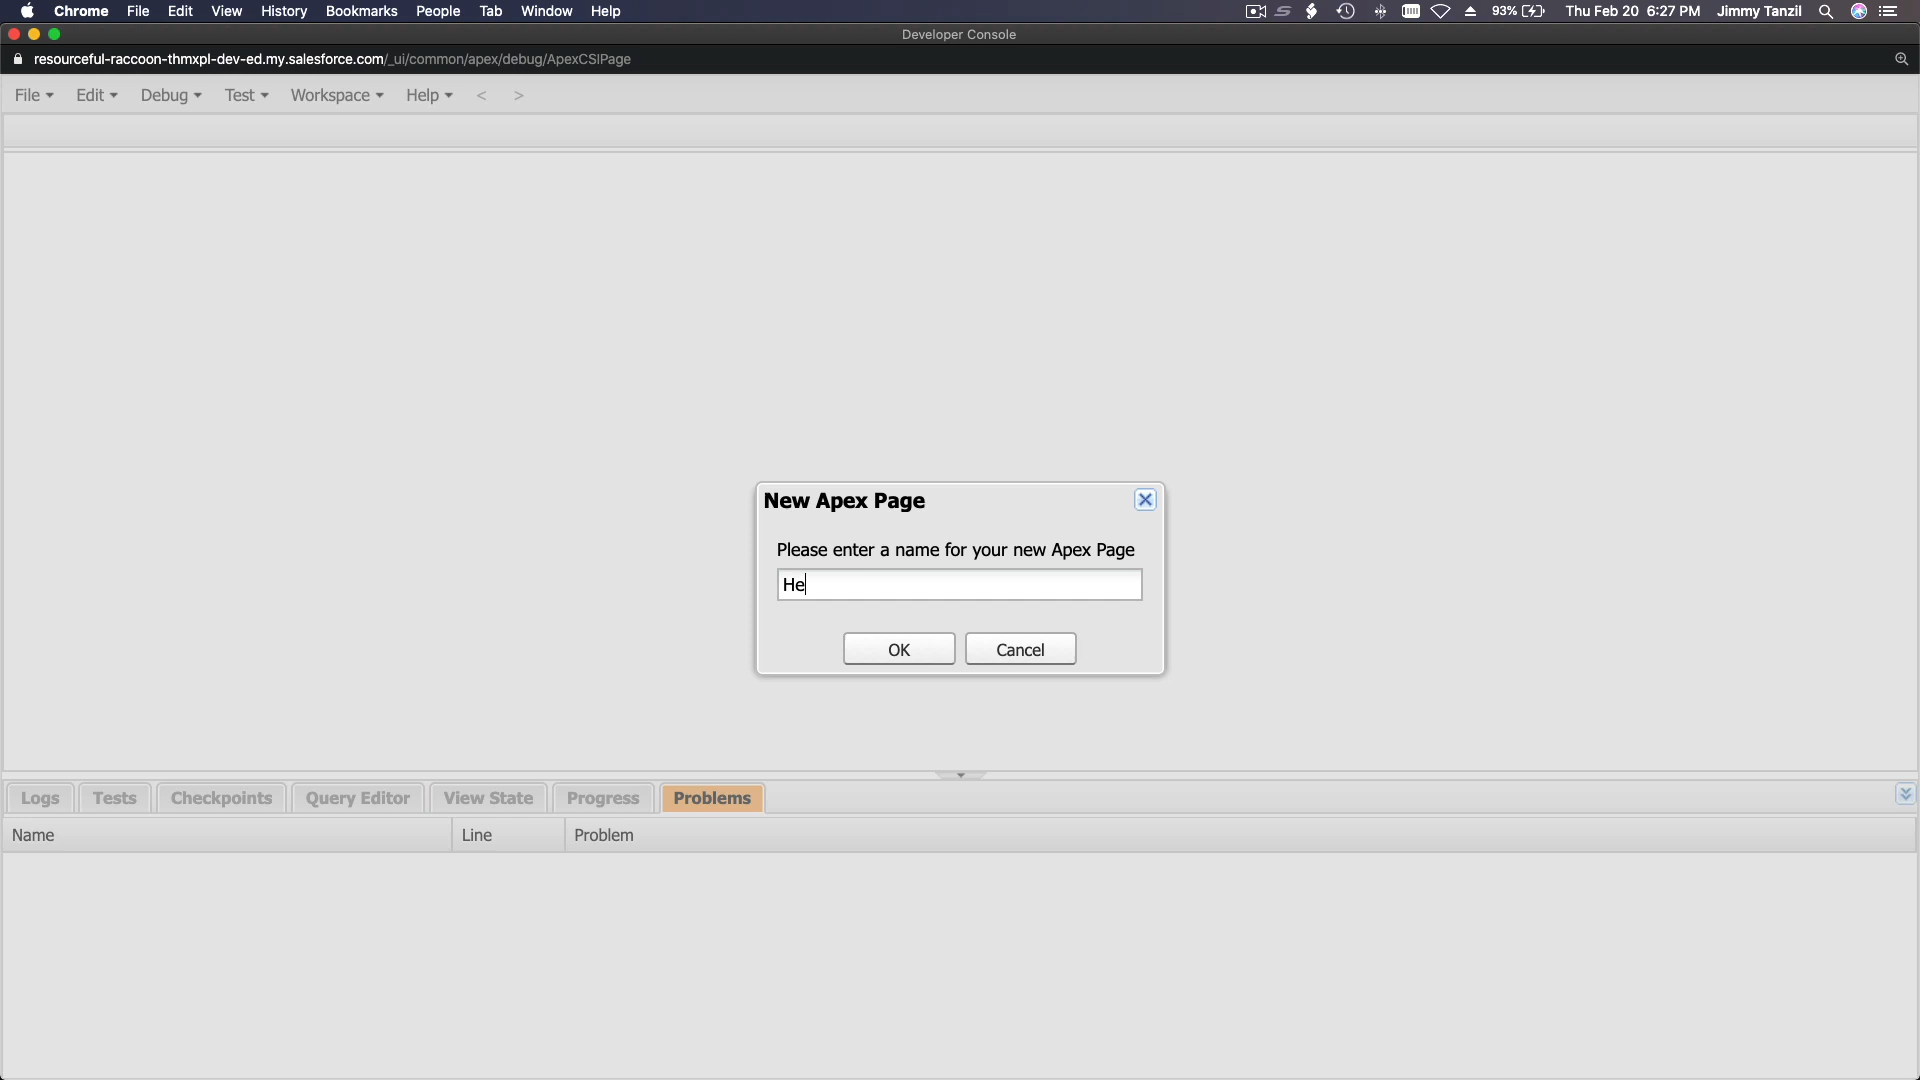 Chrome File Edit View History Bookmarks People Tab Window Help 93% Thu Feb 20 6:27 PM Jimmy Tanzil
Developer Console
resourceful-raccoon-thmxpl-dev-ed.my.salesforce.com/_ui/common/apex/debug/ApexCSIPage
File Edit Debug Test Workspace Help < >
New Apex Page
Please enter a name for your new Apex Page
He
OK Cancel
Logs Tests Checkpoints Query Editor View State Progress Problems
Name Line Problem